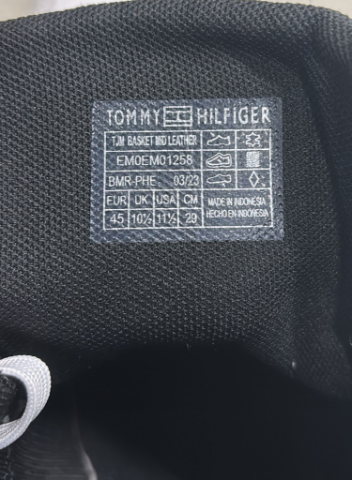 TOMMY HILFIGER
TJM BASKET MID LEATHER
EM0EM01258
BMR-PHE 03/23
EUR UK USA CM
45 10½ 11½ 29
MADE IN INDONESIA
HECHO EN INDONESIA